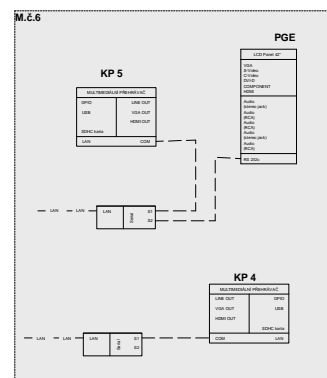 M.č.6
PGE
LCD Panel 42"
VGA
S-Video
C-Video
DVI-D
COMPONENT
HDMI
Audio
(stereo jack)
Audio
(RCA)
Audio
(RCA)
Audio
(stereo jack)
Audio
(RCA)
RS 232c
KP 5
MULTIMEDIÁLNÍ PŘEHRÁVAČ
GPIO LINE OUT
USB VGA OUT
HDMI OUT
SDHC karta
LAN COM
LAN LAN LAN S1
S2
KP 4
MULTIMEDIÁLNÍ PŘEHRÁVAČ
LINE OUT GPIO
VGA OUT USB
HDMI OUT
SDHC karta
COM LAN
LAN LAN LAN S1
S2